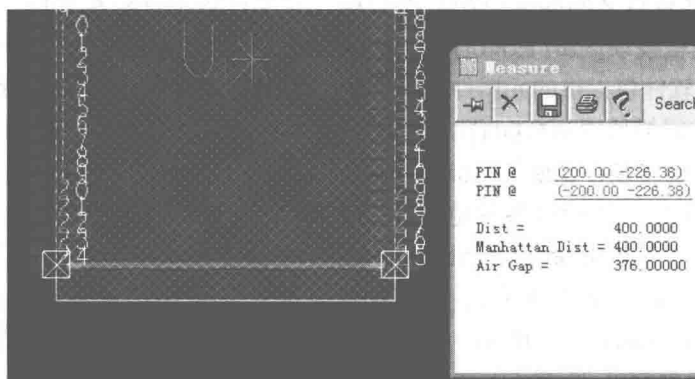 U*
Measure
Search
PIN @ (200.00 -226.38)
PIN @ (-200.00 -226.38)
Dist = 400.0000
Manhattan Dist = 400.0000
Air Gap = 376.00000